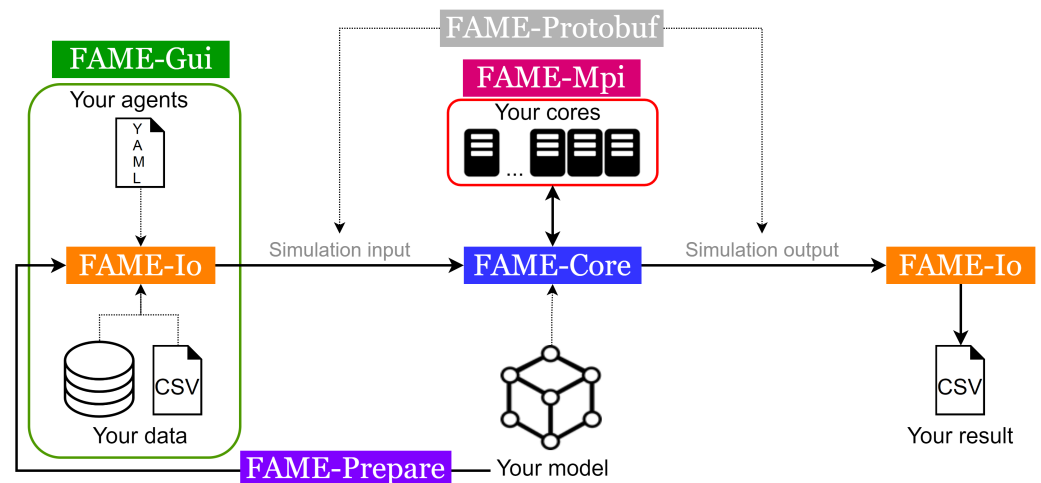 FAME-Protobuf
FAME-Gui
FAME-Mpi
Your agents
Your cores
Y
A
M
L
...
Simulation input
Simulation output
FAME-Io
FAME-Core
FAME-Io
CSV
CSV
Your data
Your result
FAME-Prepare
Your model